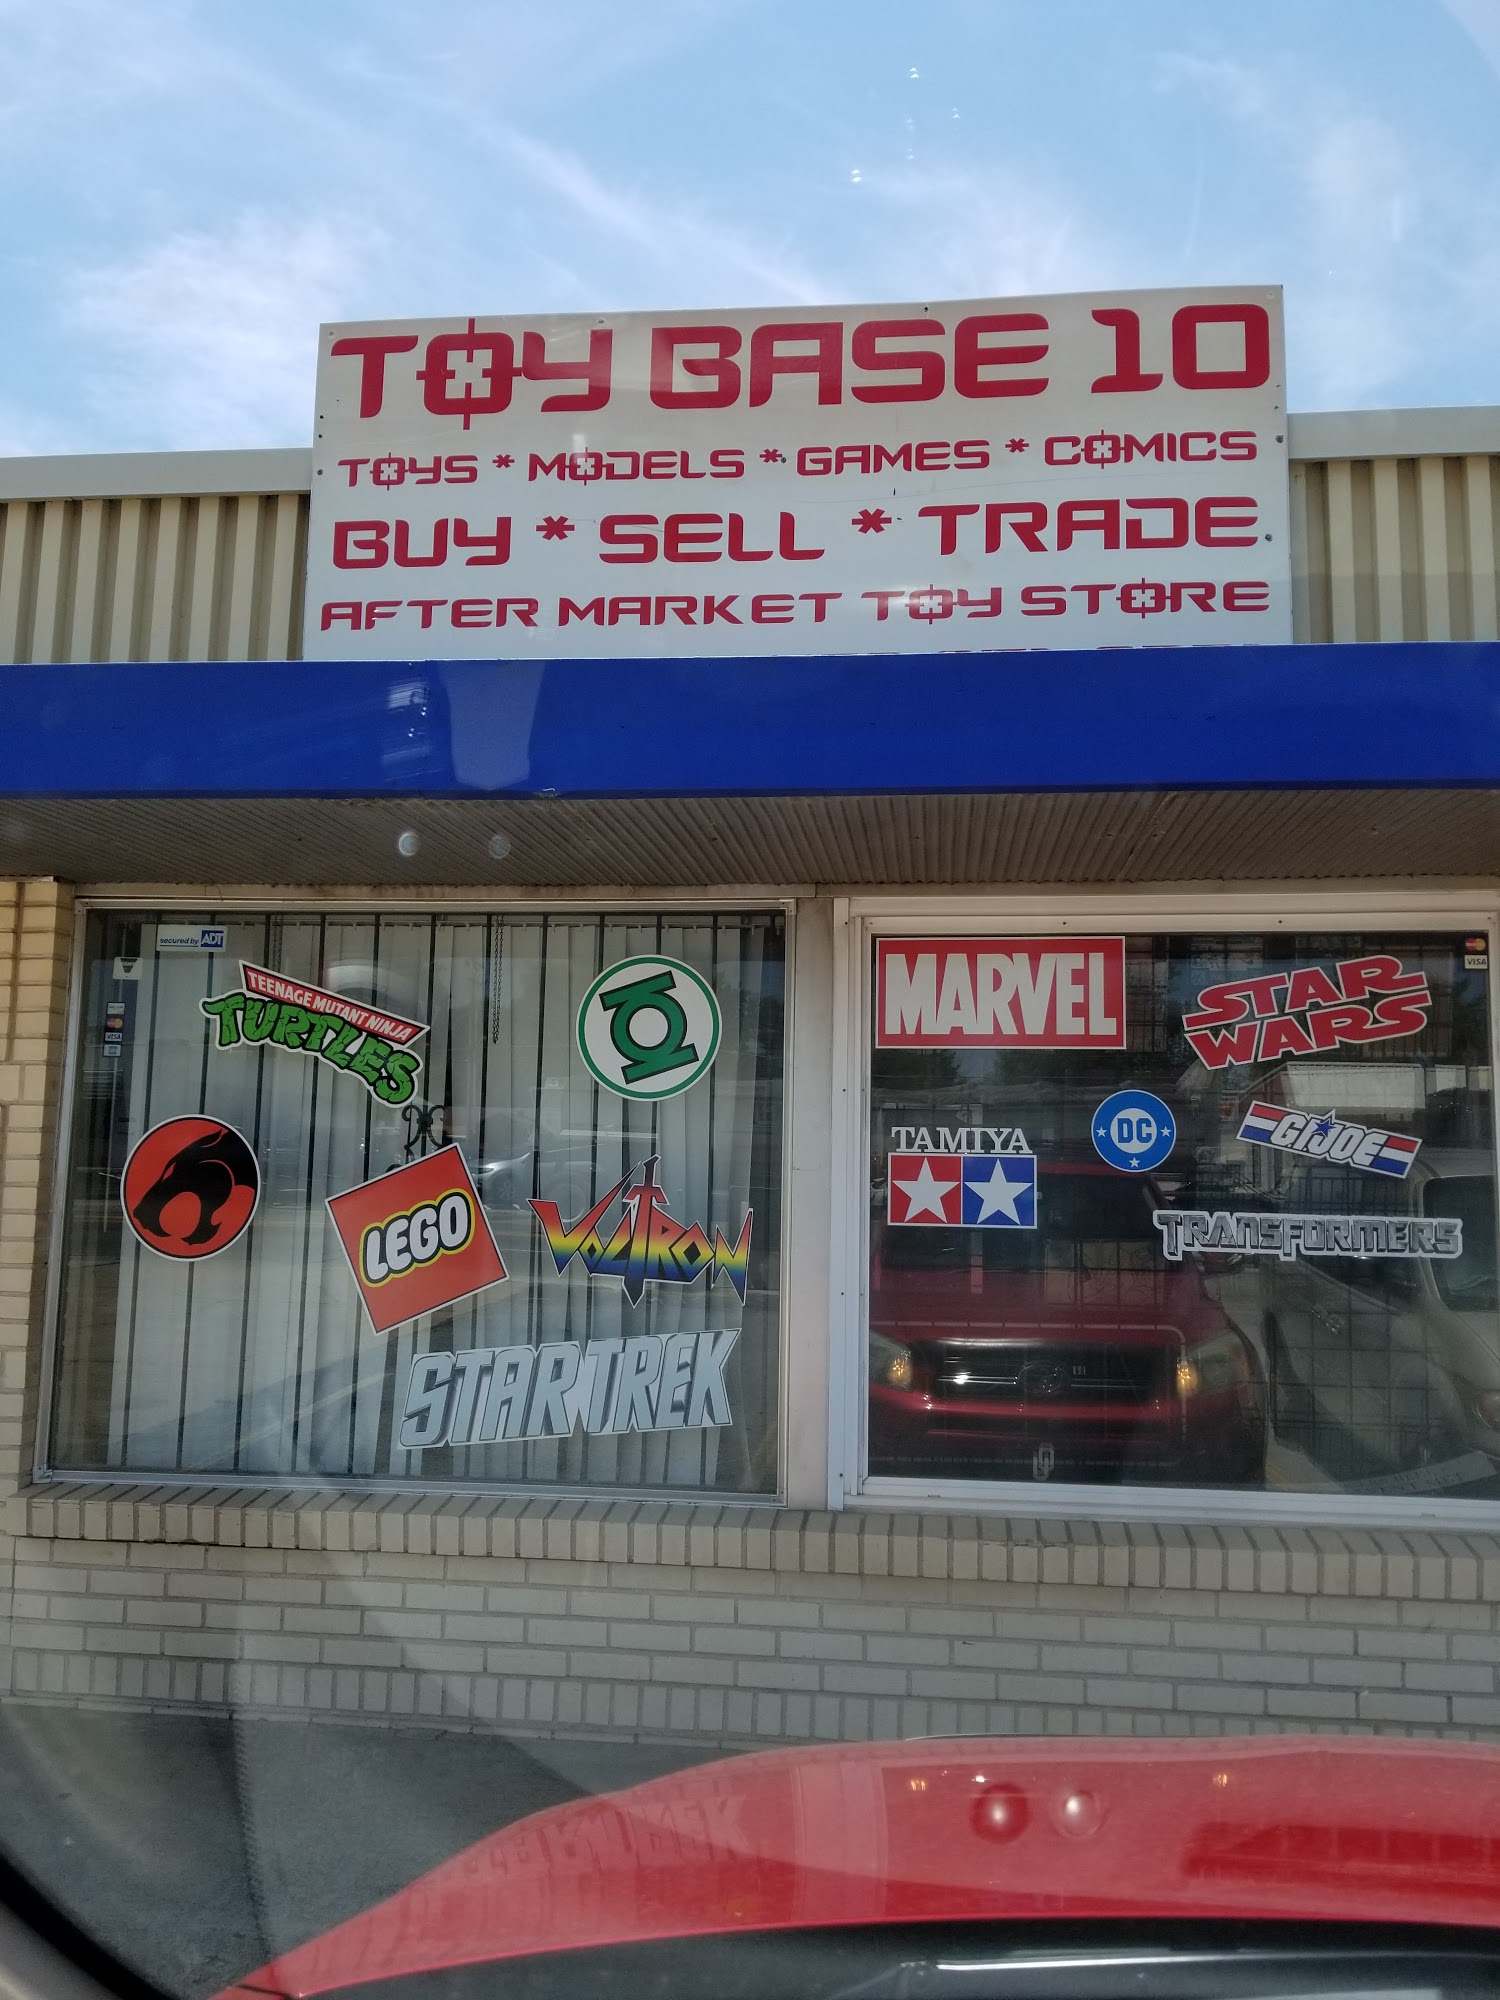 TOY BASE 10
TOYS * MODELS * GAMES * COMICS
BUY * SELL * TRADE
AFTER MARKET TOY STORE
secured by ADT
TEENAGE MUTANT NINJA
TURTLES
LEGO
VOLTRON
STAR TREK
VISA
MARVEL
STAR
WARS
VISA
TAMIYA
DC
G.I.JOE
TRANSFORMERS